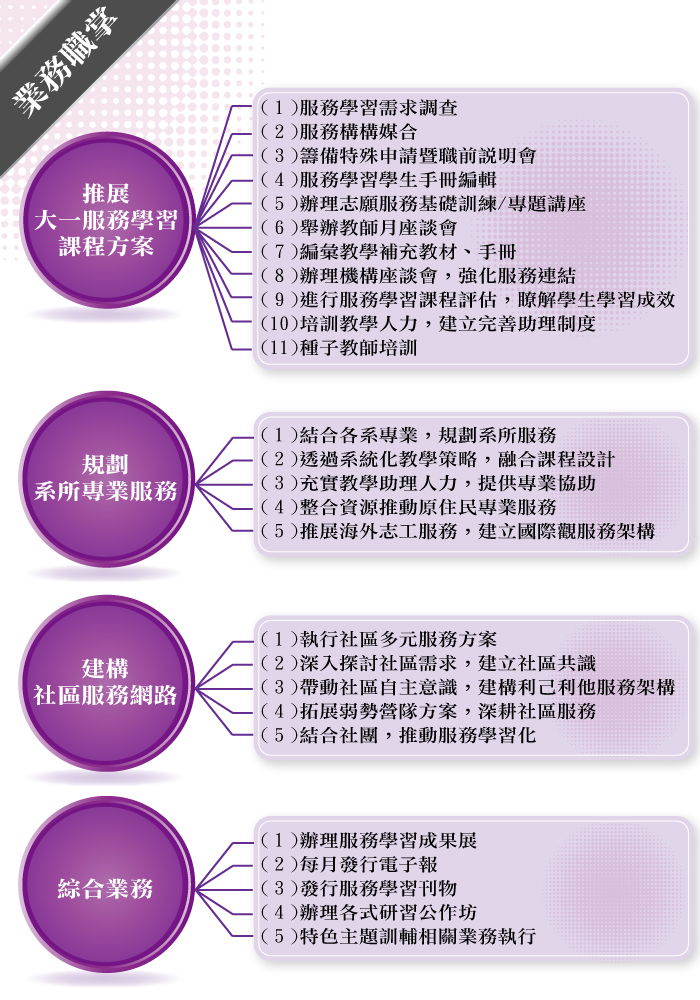 業務職掌
推展
大一服務學習
課程方案
(1)服務學習需求調查
(2)服務構構媒合
(3)籌備特殊申請暨職前説明會
(4)服務學習學生手冊編輯
(5)辦理志願服務基礎訓練/專題講座
(6)舉辦教師月座談會
(7)編彙教學補充教材、手冊
(8)辦理機構座談會，強化服務連結
(9)進行服務學習課程評估，瞭解學生學習成效
(10)培訓教學人力，建立完善助理制度
(11)種子教師培訓
規劃
系所專業服務
(1)結合各系專業，規劃系所服務
(2)透過系統化教學策略，融合課程設計
(3)充實教學助理人力，提供專業協助
(4)整合資源推動原住民專業服務
(5)推展海外志工服務，建立國際觀服務架構
建構
社區服務網路
(1)執行社區多元服務方案
(2)深入探討社區需求，建立社區共識
(3)帶動社區自主意識，建構利己利他服務架構
(4)拓展弱勢營隊方案，深耕社區服務
(5)結合社團，推動服務學習化
綜合業務
(1)辦理服務學習成果展
(2)每月發行電子報
(3)發行服務學習刊物
(4)辦理各式研習公作坊
(5)特色主題訓輔相關業務執行